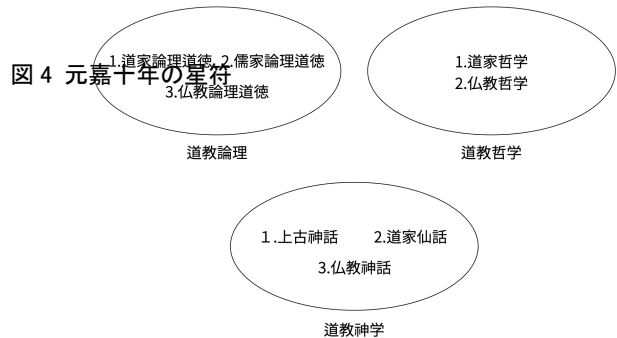 1.道家論理道徳 2.儒家論理道徳
図4 元嘉十年の星符
3.仏教論理道徳
道教論理
1.道家哲学
2.仏教哲学
道教哲学
１.上古神話 2.道家仙話
3.仏教神話
道教神学